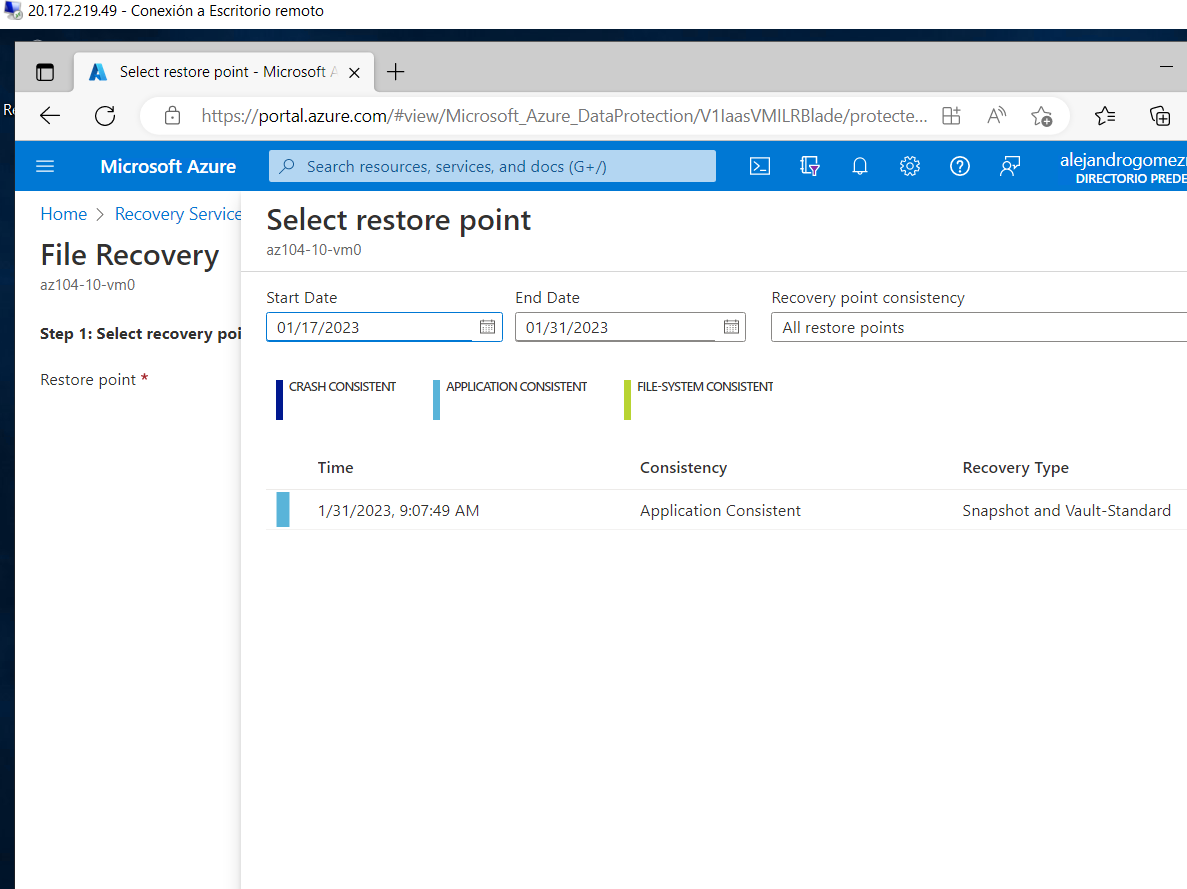 20.172.219.49 - Conexión a Escritorio remoto
Select restore point - Microsoft A
https://portal.azure.com/#view/Microsoft_Azure_DataProtection/V1IaasVMILRBlade/protecte...
Microsoft Azure
Search resources, services, and docs (G+/)
alejandrogomez
DIRECTORIO PREDE
Home > Recovery Service
File Recovery
az104-10-vm0
Step 1: Select recovery poi
Restore point *
Select restore point
az104-10-vm0
Start Date End Date Recovery point consistency
01/17/2023 01/31/2023 All restore points
CRASH CONSISTENT APPLICATION CONSISTENT FILE-SYSTEM CONSISTENT
Time Consistency Recovery Type
1/31/2023, 9:07:49 AM Application Consistent Snapshot and Vault-Standard